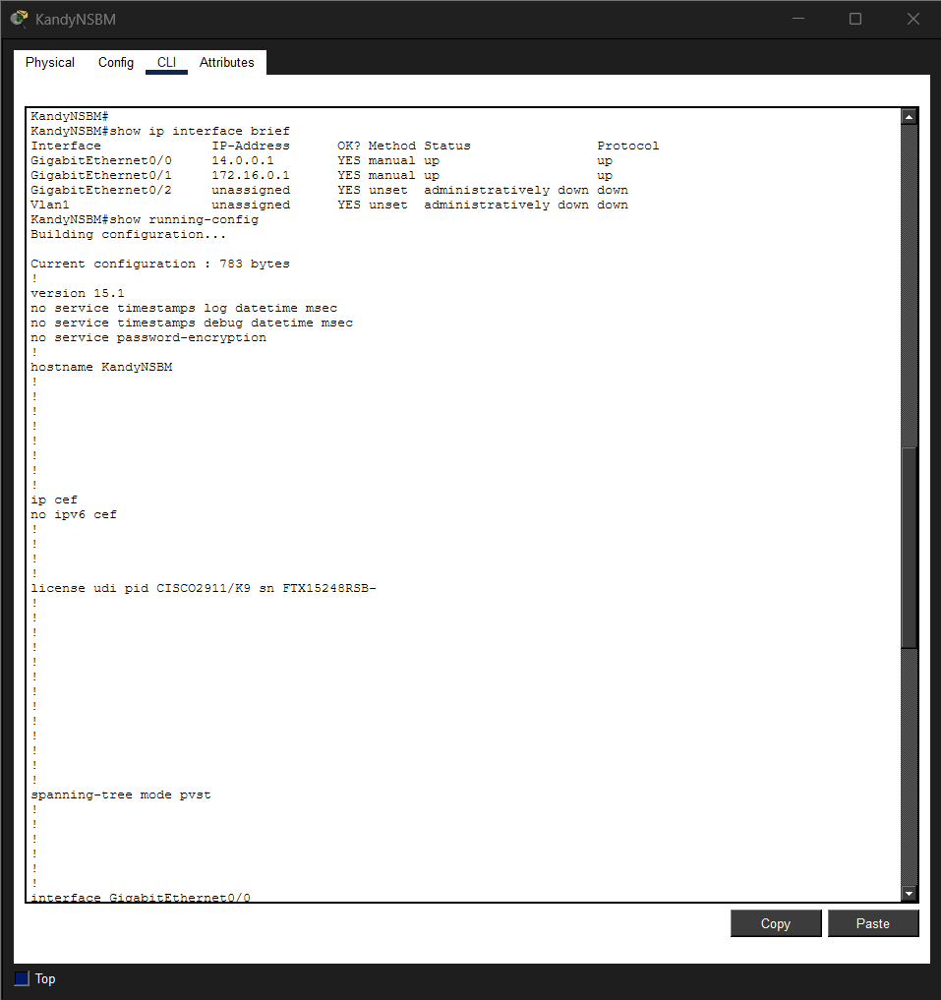 KandyNSBM
Physical Config CLI Attributes
KandyNSBM#
KandyNSBM#show ip interface brief
Interface              IP-Address      OK? Method Status                Protocol
GigabitEthernet0/0     14.0.0.1        YES manual up                    up
GigabitEthernet0/1     172.16.0.1      YES manual up                    up
GigabitEthernet0/2     unassigned      YES unset  administratively down down
Vlan1                  unassigned      YES unset  administratively down down
KandyNSBM#show running-config
Building configuration...
Current configuration : 783 bytes
!
version 15.1
no service timestamps log datetime msec
no service timestamps debug datetime msec
no service password-encryption
!
hostname KandyNSBM
!
!
!
!
!
!
!
!
ip cef
no ipv6 cef
!
!
!
!
license udi pid CISCO2911/K9 sn FTX15248RSB-
!
!
!
!
!
!
!
!
!
!
!
!
!
spanning-tree mode pvst
!
!
!
!
!
!
interface GigabitEthernet0/0
Copy Paste
Top